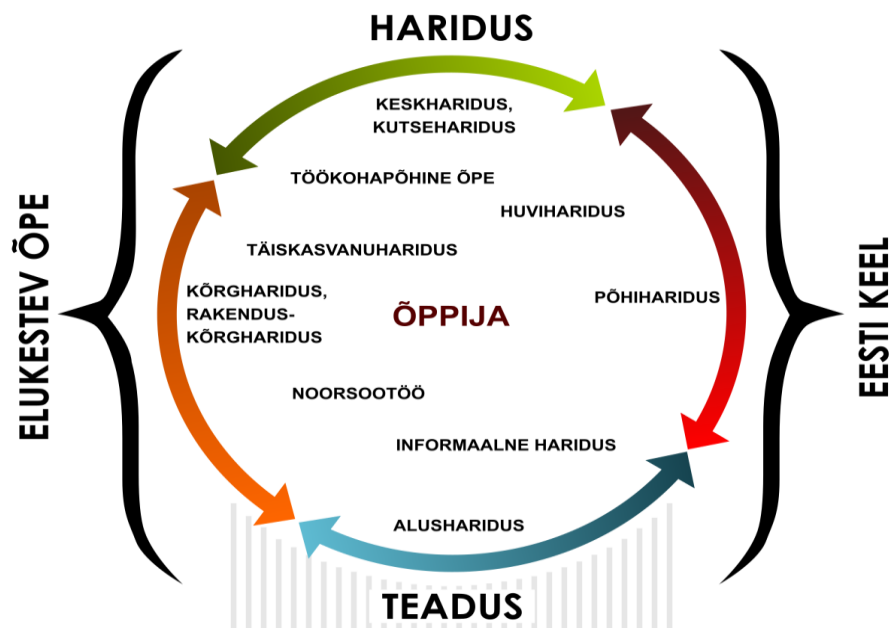 HARIDUS
KESKHARIDUS,
KUTSEHARIDUS
TÖÖKOHAPÕHINE ÕPE
HUVIHARIDUS
TÄISKASVANUHARIDUS
KÕRGHARIDUS,
RAKENDUS-
KÕRGHARIDUS
ÕPPIJA
PÕHIHARIDUS
NOORSOOTÖÖ
INFORMAALNE HARIDUS
ALUSHARIDUS
TEADUS
ELUKESTEV ÕPE
EESTI KEEL